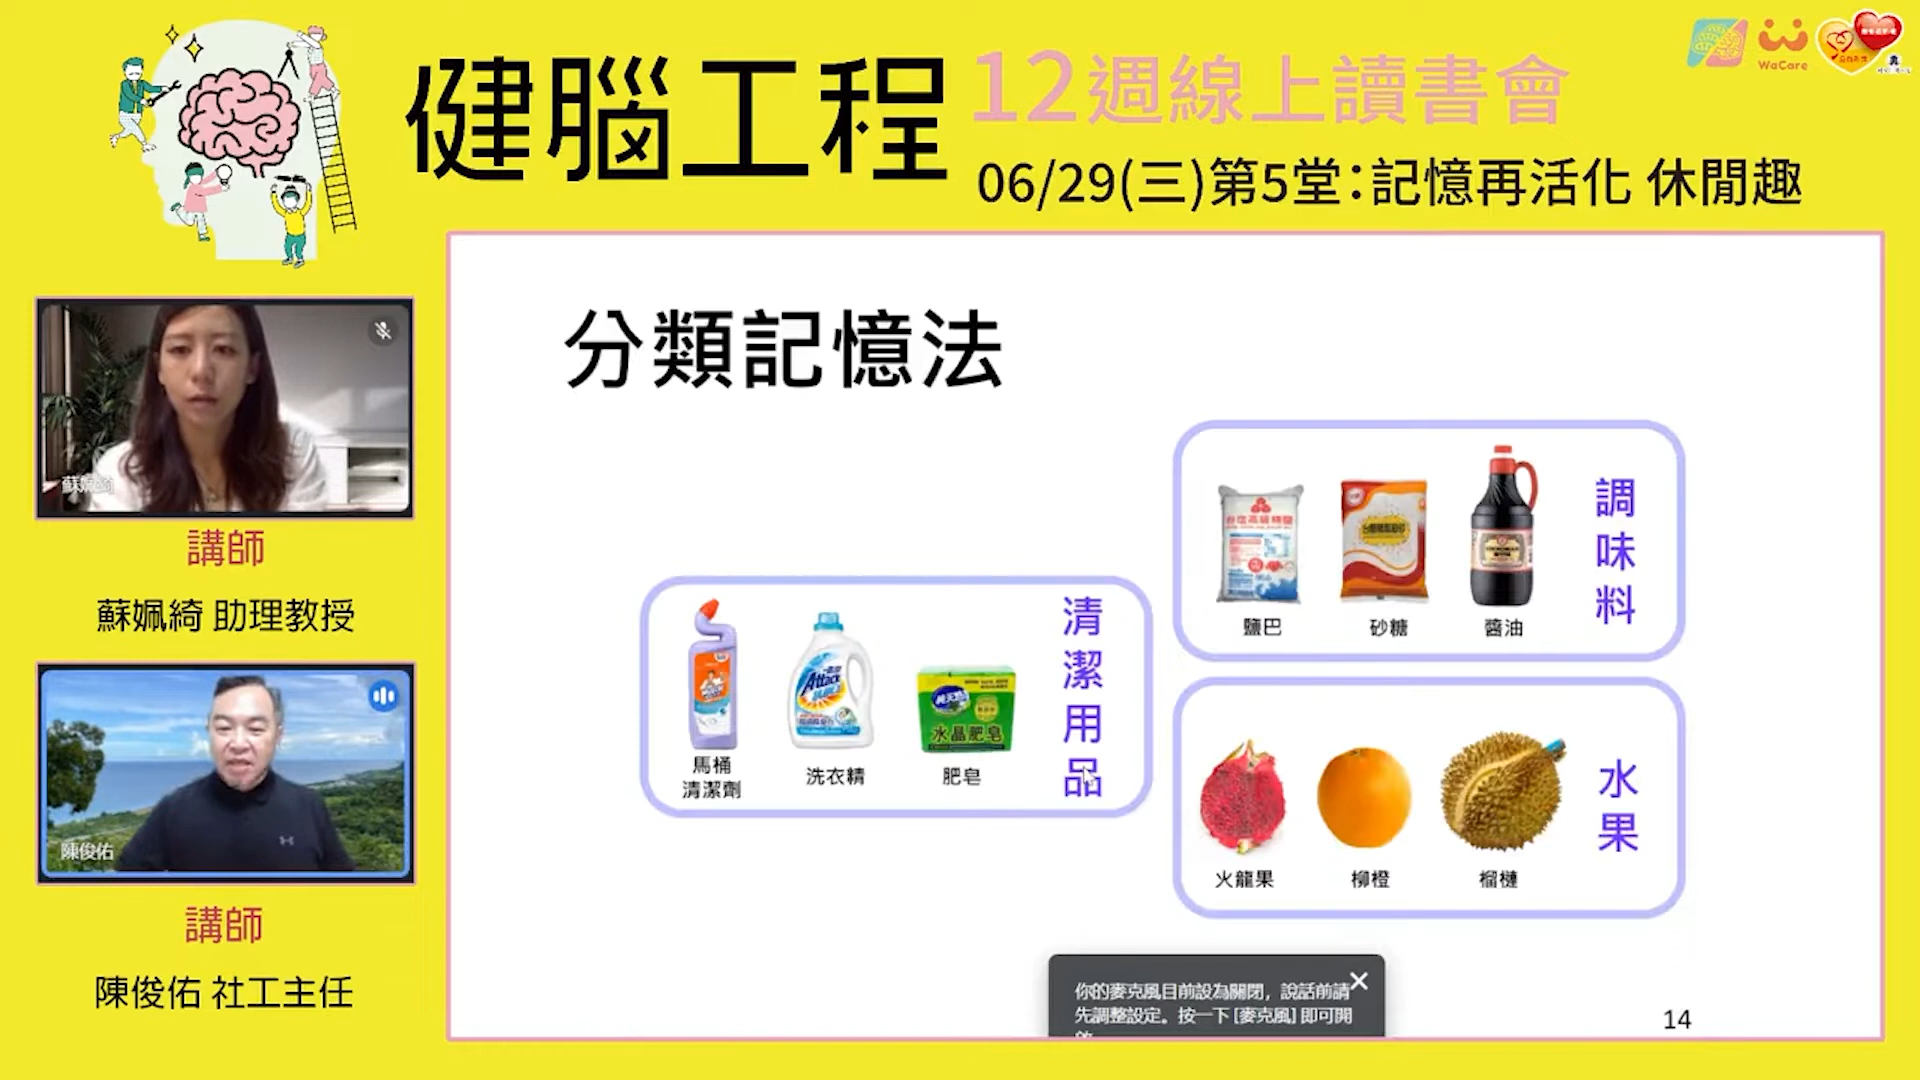 健腦工程
12週線上讀書會
06/29(三)第5堂：記憶再活化 休閒趣
WaCare
講師
蘇姵綺 助理教授
陳俊佑
講師
陳俊佑 社工主任
分類記憶法
馬桶
清潔劑
洗衣精
肥皂
清潔用品
Attack
水晶肥皂
鹽巴
砂糖
醬油
調味料
火龍果
柳橙
榴槤
水果
你的麥克風目前設為關閉，說話前請
先調整設定。按一下 [麥克風] 即可開
14